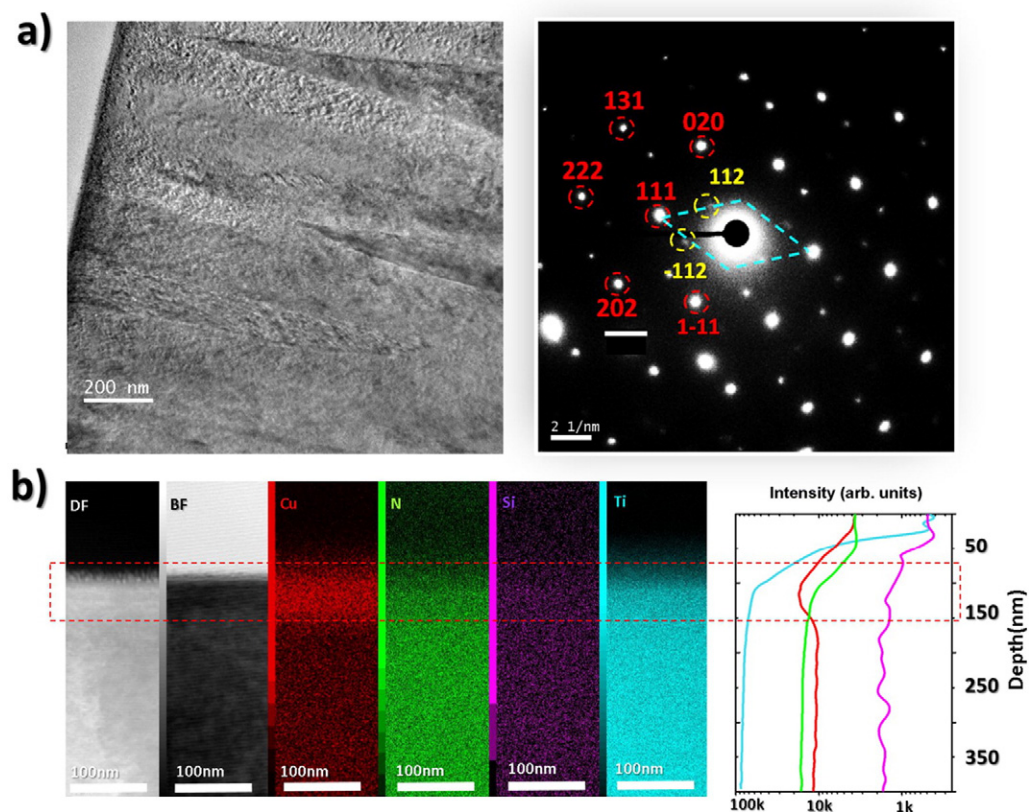 a)
200 nm
131
020
222
111
112
-112
202
1-11
2 1/nm
b)
DF
BF
Cu
N
Si
Ti
100nm
100nm
100nm
100nm
100nm
100nm
Intensity (arb. units)
50
150
250
350
Depth(nm)
100k
10k
1k